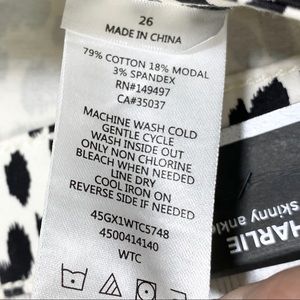 26
MADE IN CHINA
79% COTTON 18% MODAL
3% SPANDEX
RN#149497
CA#35037
MACHINE WASH COLD
GENTLE CYCLE
WASH INSIDE OUT
ONLY NON CHLORINE
BLEACH WHEN NEEDED
LINE DRY
COOL IRON ON
REVERSE SIDE IF NEEDED
45GX1WTC5748
4500414140
WTC
HARLIE
skinny ankle